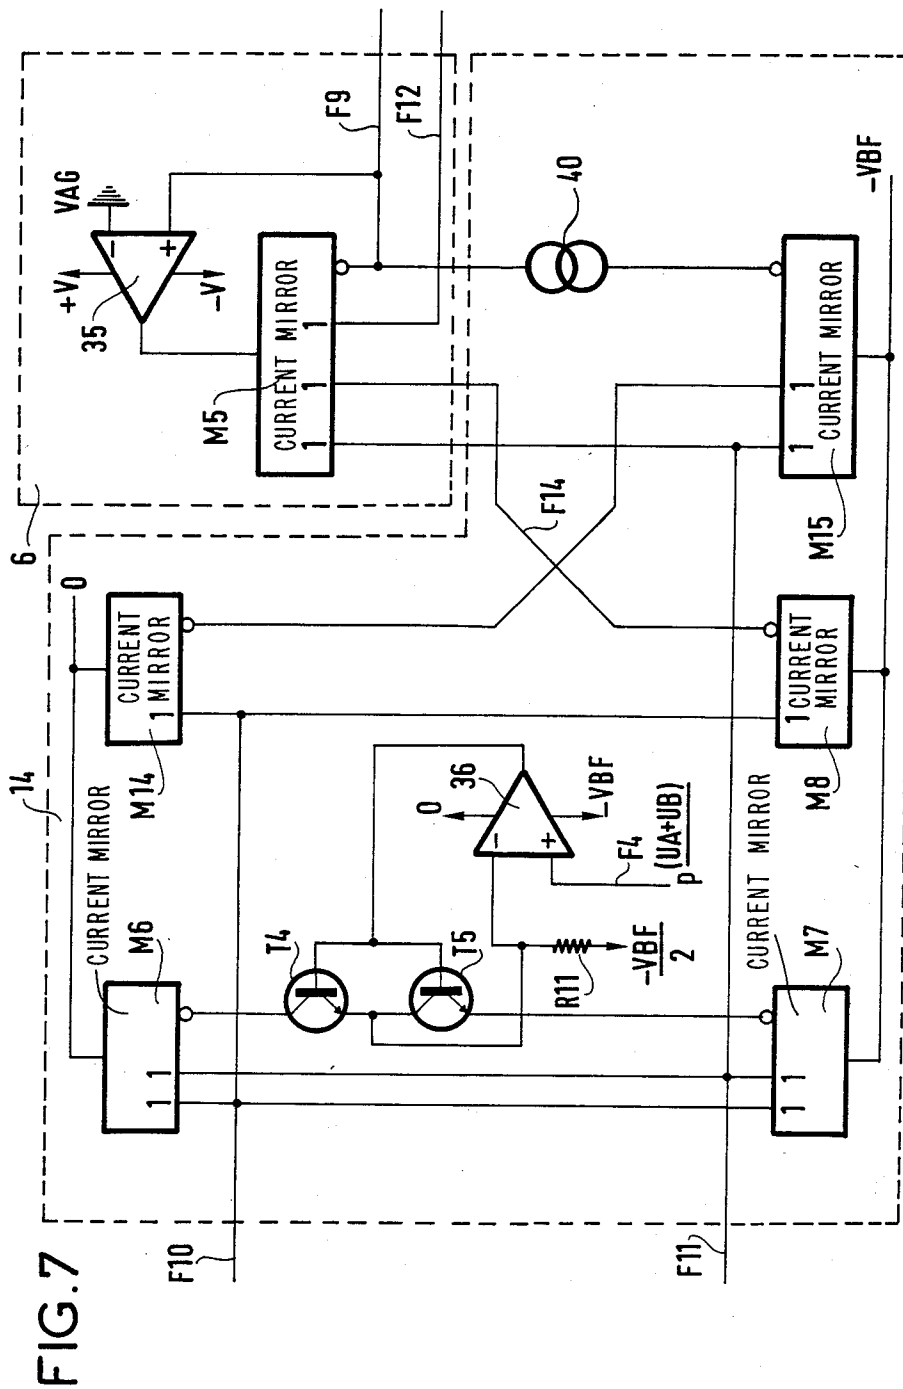 FIG.7
14
0
6
CURRENT MIRROR
M6
1
1
CURRENT
MIRROR
1
M14
+V
35
−V
VAG
−
+
F9
F12
M5
CURRENT MIRROR
1
1
1
F10
T4
T5
R11
−VBF
2
36
0
−VBF
−
+
F4
p(UA+UB)
F14
40
F11
CURRENT MIRROR
M7
1
1
1
CURRENT
MIRROR
M8
1
1
CURRENT MIRROR
M15
−VBF